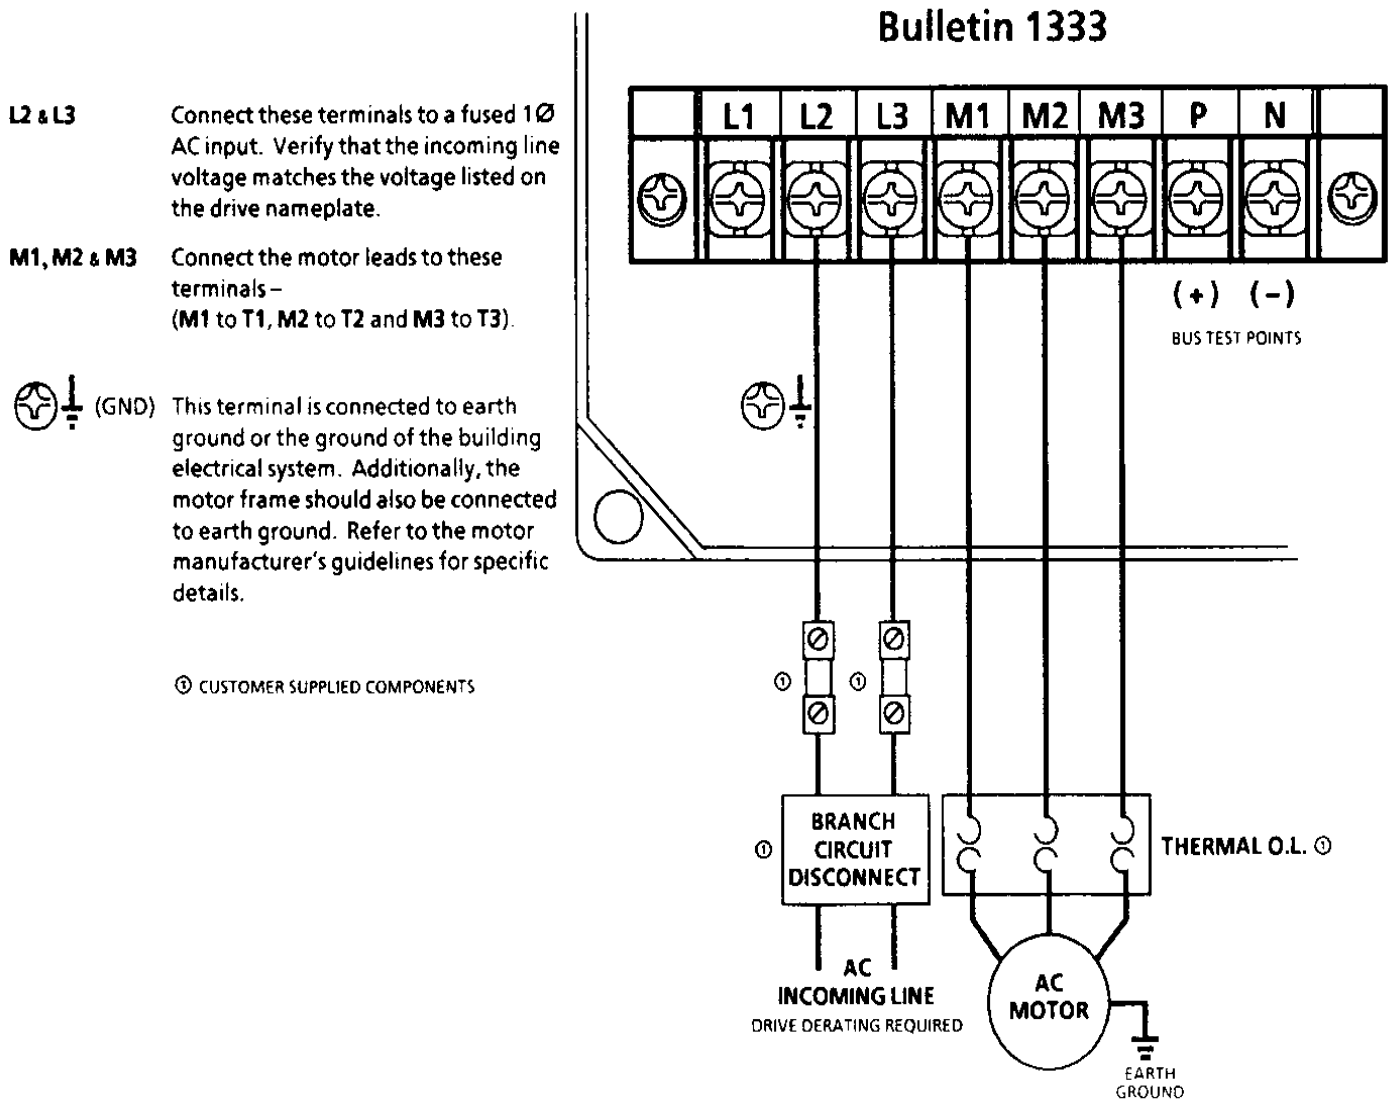 Bulletin 1333
L1 L2 L3 M1 M2 M3 P N
(+) (−)
BUS TEST POINTS
L2 & L3 Connect these terminals to a fused 1Ø
AC input. Verify that the incoming line
voltage matches the voltage listed on
the drive nameplate.
M1, M2 & M3 Connect the motor leads to these
terminals –
(M1 to T1, M2 to T2 and M3 to T3).
(GND) This terminal is connected to earth
ground or the ground of the building
electrical system. Additionally, the
motor frame should also be connected
to earth ground. Refer to the motor
manufacturer's guidelines for specific
details.
① CUSTOMER SUPPLIED COMPONENTS
① ①
① BRANCH
CIRCUIT
DISCONNECT
THERMAL O.L. ①
AC
INCOMING LINE
DRIVE DERATING REQUIRED
AC
MOTOR
EARTH
GROUND